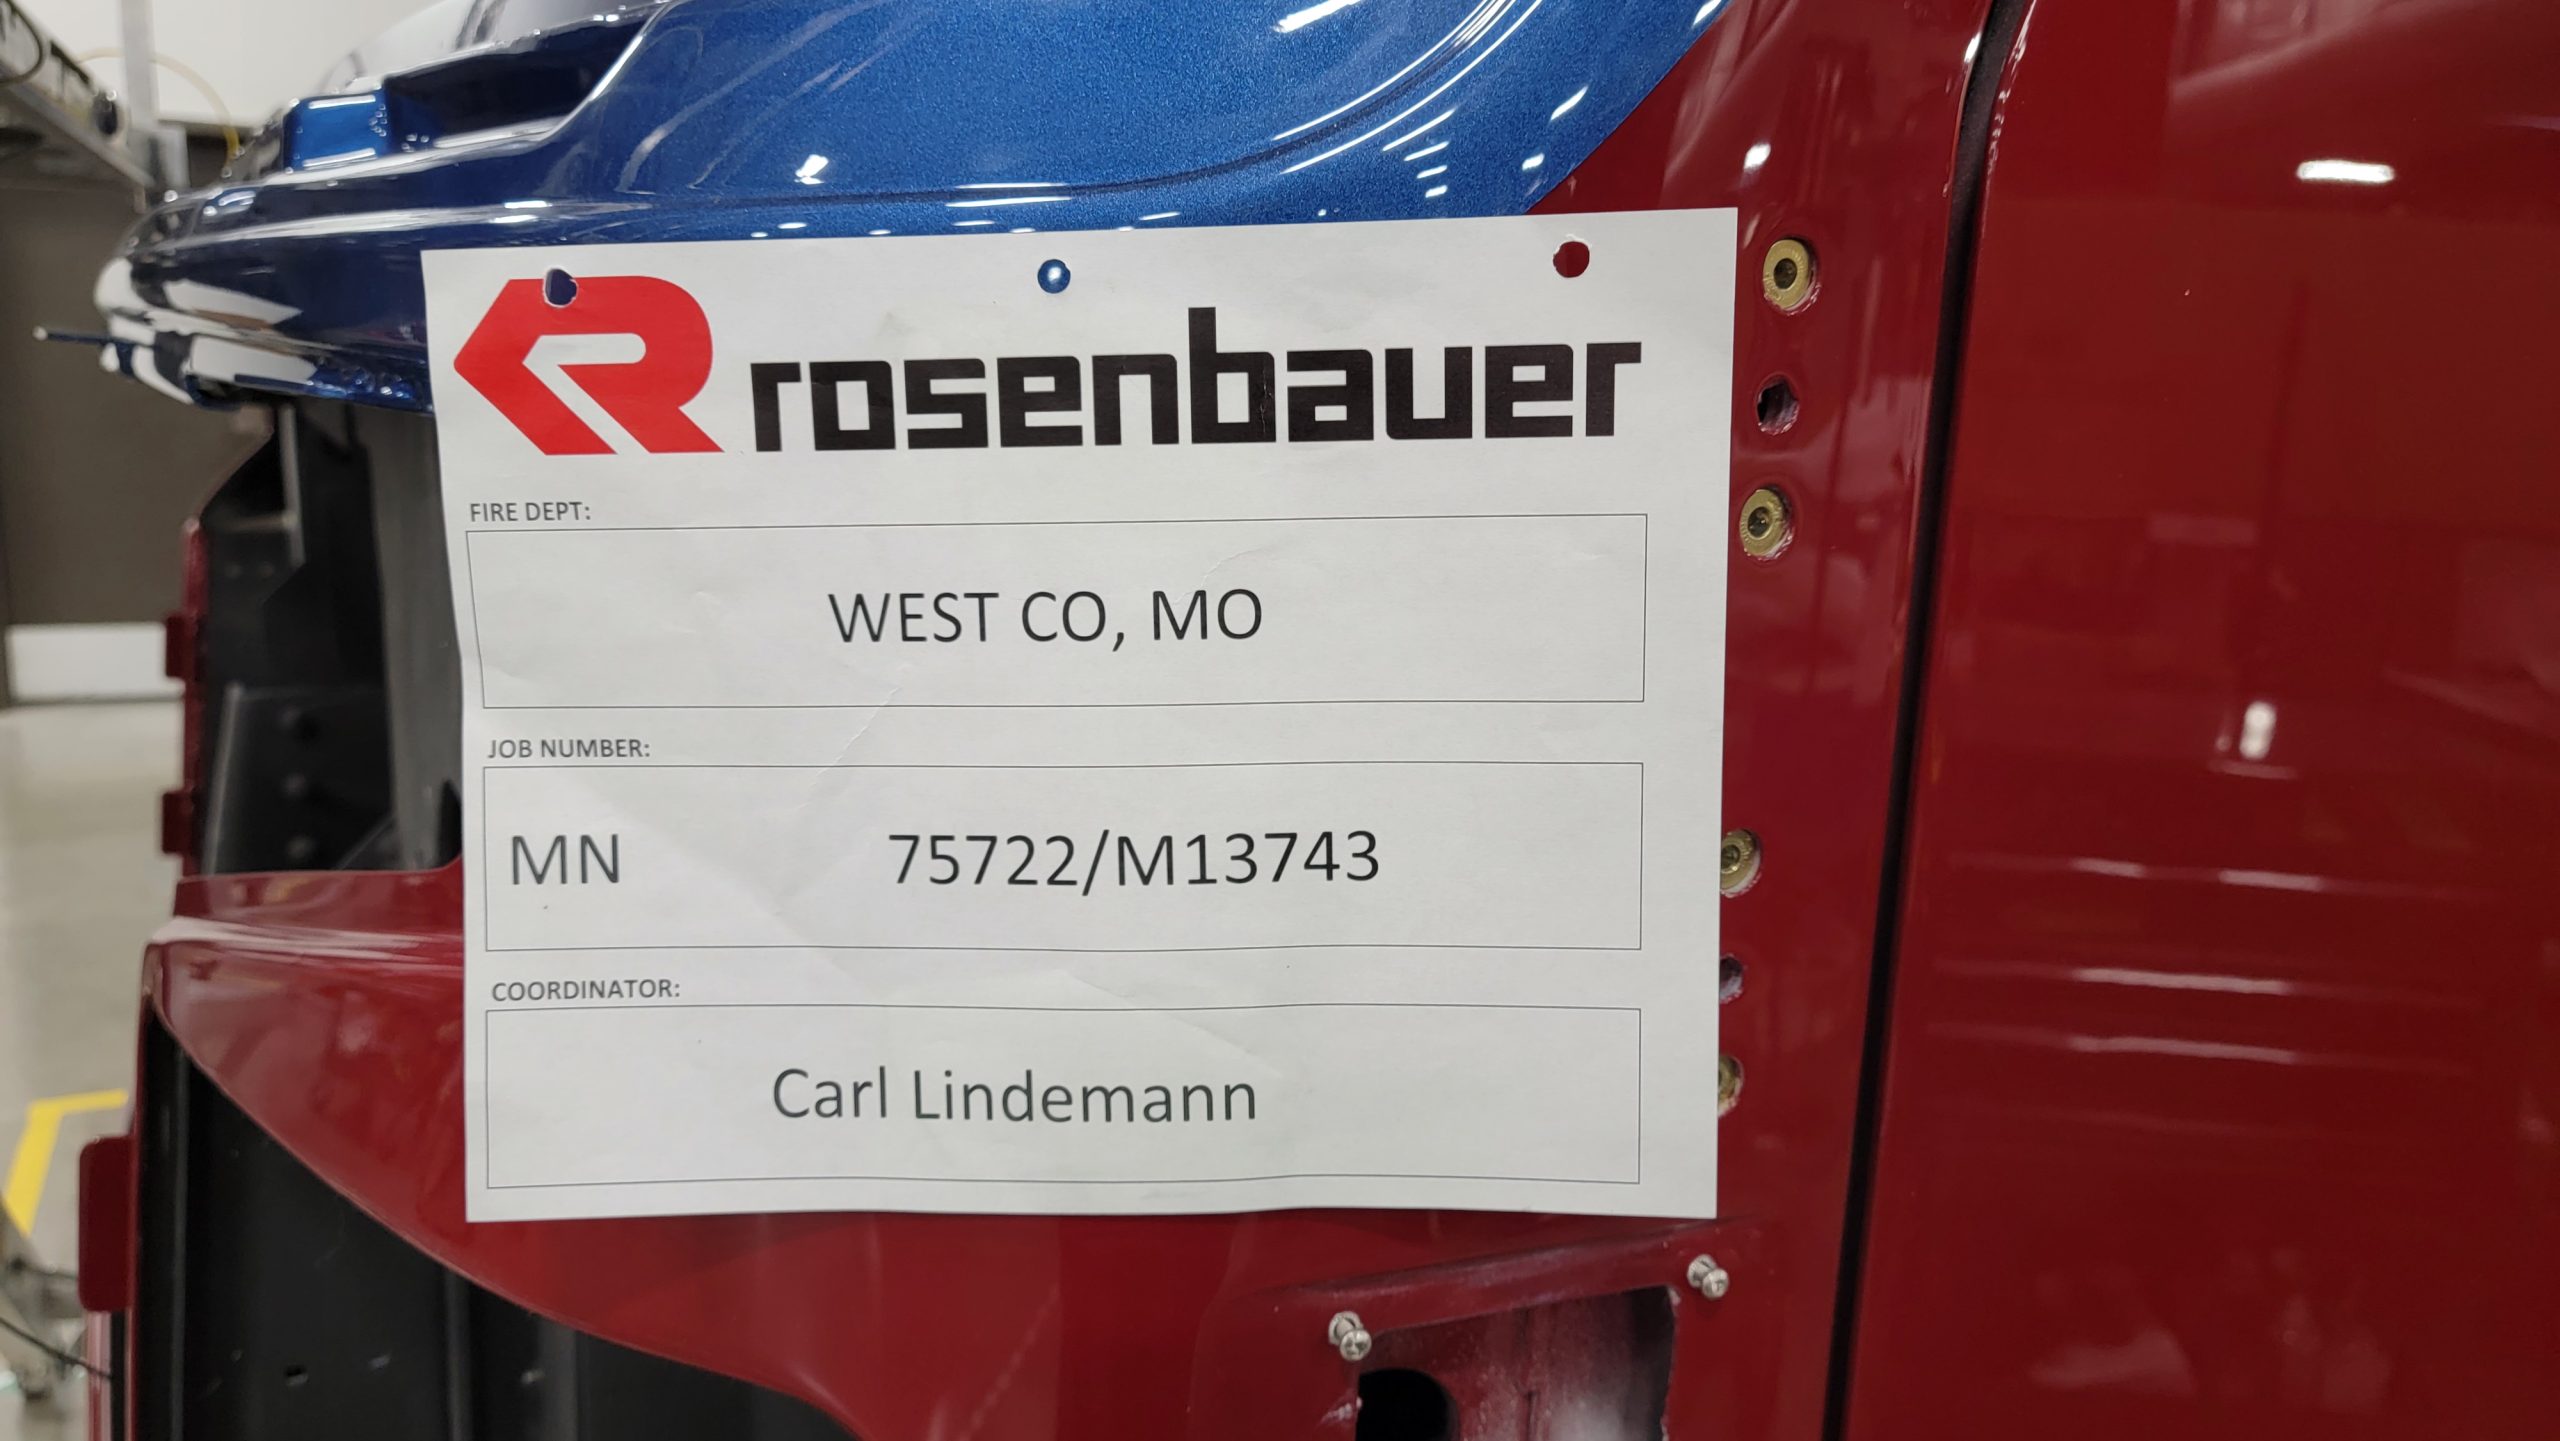 rosenbauer
FIRE DEPT:
WEST CO, MO
JOB NUMBER:
MN 75722/M13743
COORDINATOR:
Carl Lindemann